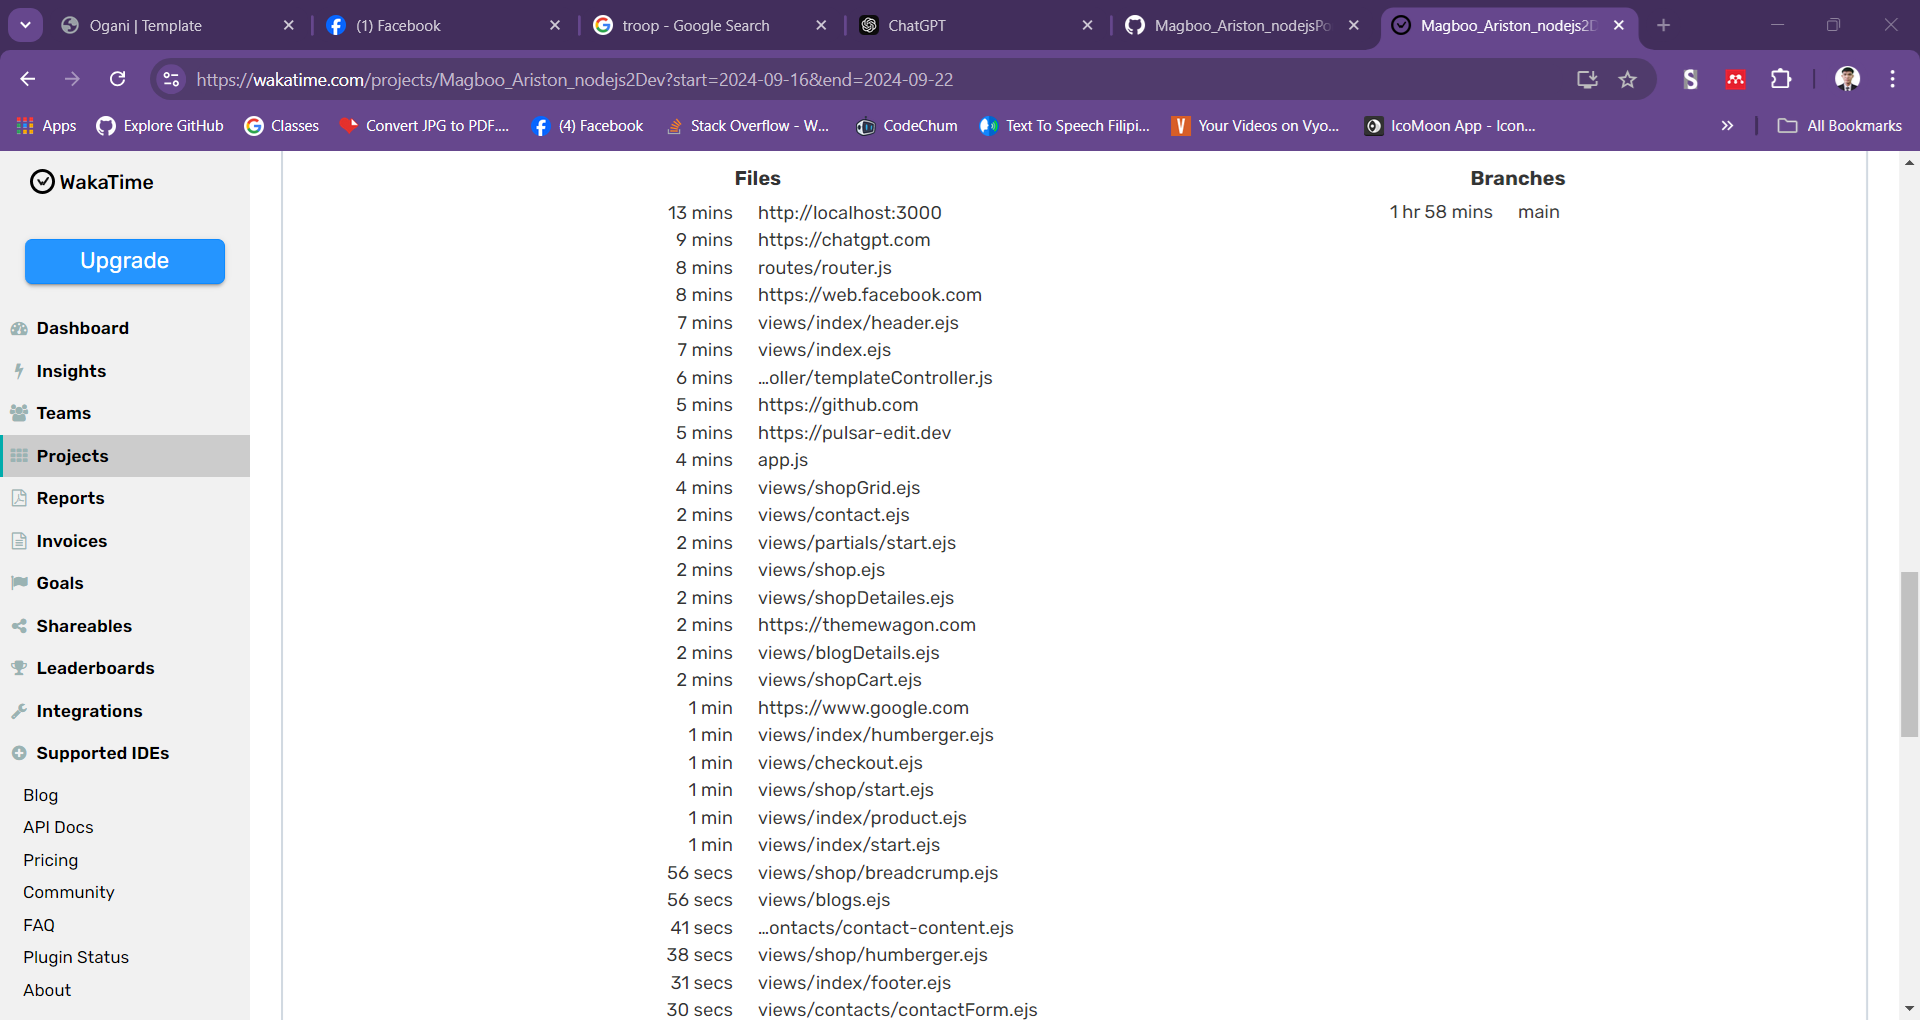 Ogani | Template
(1) Facebook
troop - Google Search
ChatGPT
Magboo_Ariston_nodejsPo
Magboo_Ariston_nodejs2D
https://wakatime.com/projects/Magboo_Ariston_nodejs2Dev?start=2024-09-16&end=2024-09-22
Apps
Explore GitHub
Classes
Convert JPG to PDF....
(4) Facebook
Stack Overflow - W...
CodeChum
Text To Speech Filipi...
Your Videos on Vyo...
IcoMoon App - Icon...
All Bookmarks
WakaTime
Upgrade
Dashboard
Insights
Teams
Projects
Reports
Invoices
Goals
Shareables
Leaderboards
Integrations
Supported IDEs
Blog
API Docs
Pricing
Community
FAQ
Plugin Status
About
Files
13 mins http://localhost:3000
9 mins https://chatgpt.com
8 mins routes/router.js
8 mins https://web.facebook.com
7 mins views/index/header.ejs
7 mins views/index.ejs
6 mins …oller/templateController.js
5 mins https://github.com
5 mins https://pulsar-edit.dev
4 mins app.js
4 mins views/shopGrid.ejs
2 mins views/contact.ejs
2 mins views/partials/start.ejs
2 mins views/shop.ejs
2 mins views/shopDetailes.ejs
2 mins https://themewagon.com
2 mins views/blogDetails.ejs
2 mins views/shopCart.ejs
1 min https://www.google.com
1 min views/index/humberger.ejs
1 min views/checkout.ejs
1 min views/shop/start.ejs
1 min views/index/product.ejs
1 min views/index/start.ejs
56 secs views/shop/breadcrump.ejs
56 secs views/blogs.ejs
41 secs …ontacts/contact-content.ejs
38 secs views/shop/humberger.ejs
31 secs views/index/footer.ejs
30 secs views/contacts/contactForm.ejs
Branches
1 hr 58 mins main